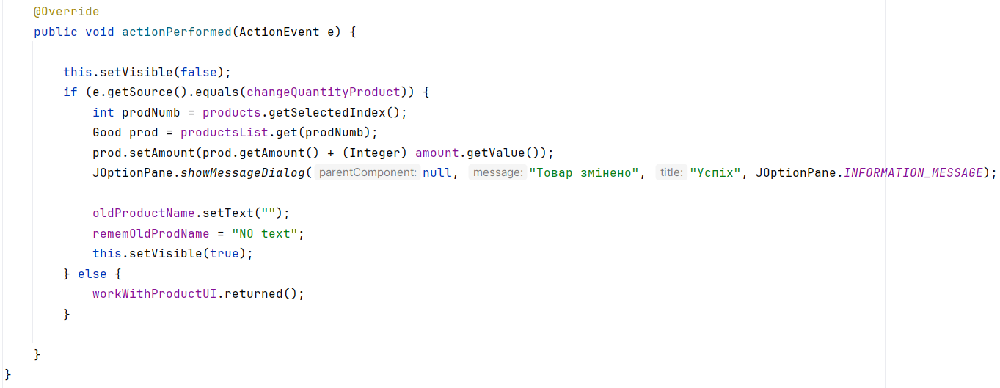 @Override
public void actionPerformed(ActionEvent e) {
this.setVisible(false);
if (e.getSource().equals(changeQuantityProduct)) {
int prodNumb = products.getSelectedIndex();
Good prod = productsList.get(prodNumb);
prod.setAmount(prod.getAmount() + (Integer) amount.getValue());
JOptionPane.showMessageDialog( parentComponent: null, message: "Товар змінено", title: "Успіх", JOptionPane.INFORMATION_MESSAGE);
oldProductName.setText("");
rememOldProdName = "NO text";
this.setVisible(true);
} else {
workWithProductUI.returned();
}
}
}